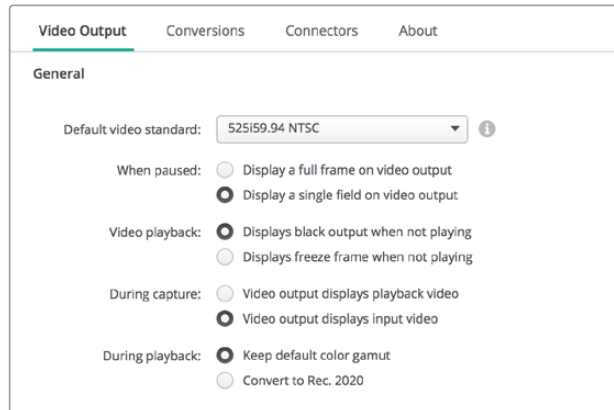 Video Output Conversions Connectors About
General
Default video standard: 525i59.94 NTSC
When paused: Display a full frame on video output
Display a single field on video output
Video playback: Displays black output when not playing
Displays freeze frame when not playing
During capture: Video output displays playback video
Video output displays input video
During playback: Keep default color gamut
Convert to Rec. 2020